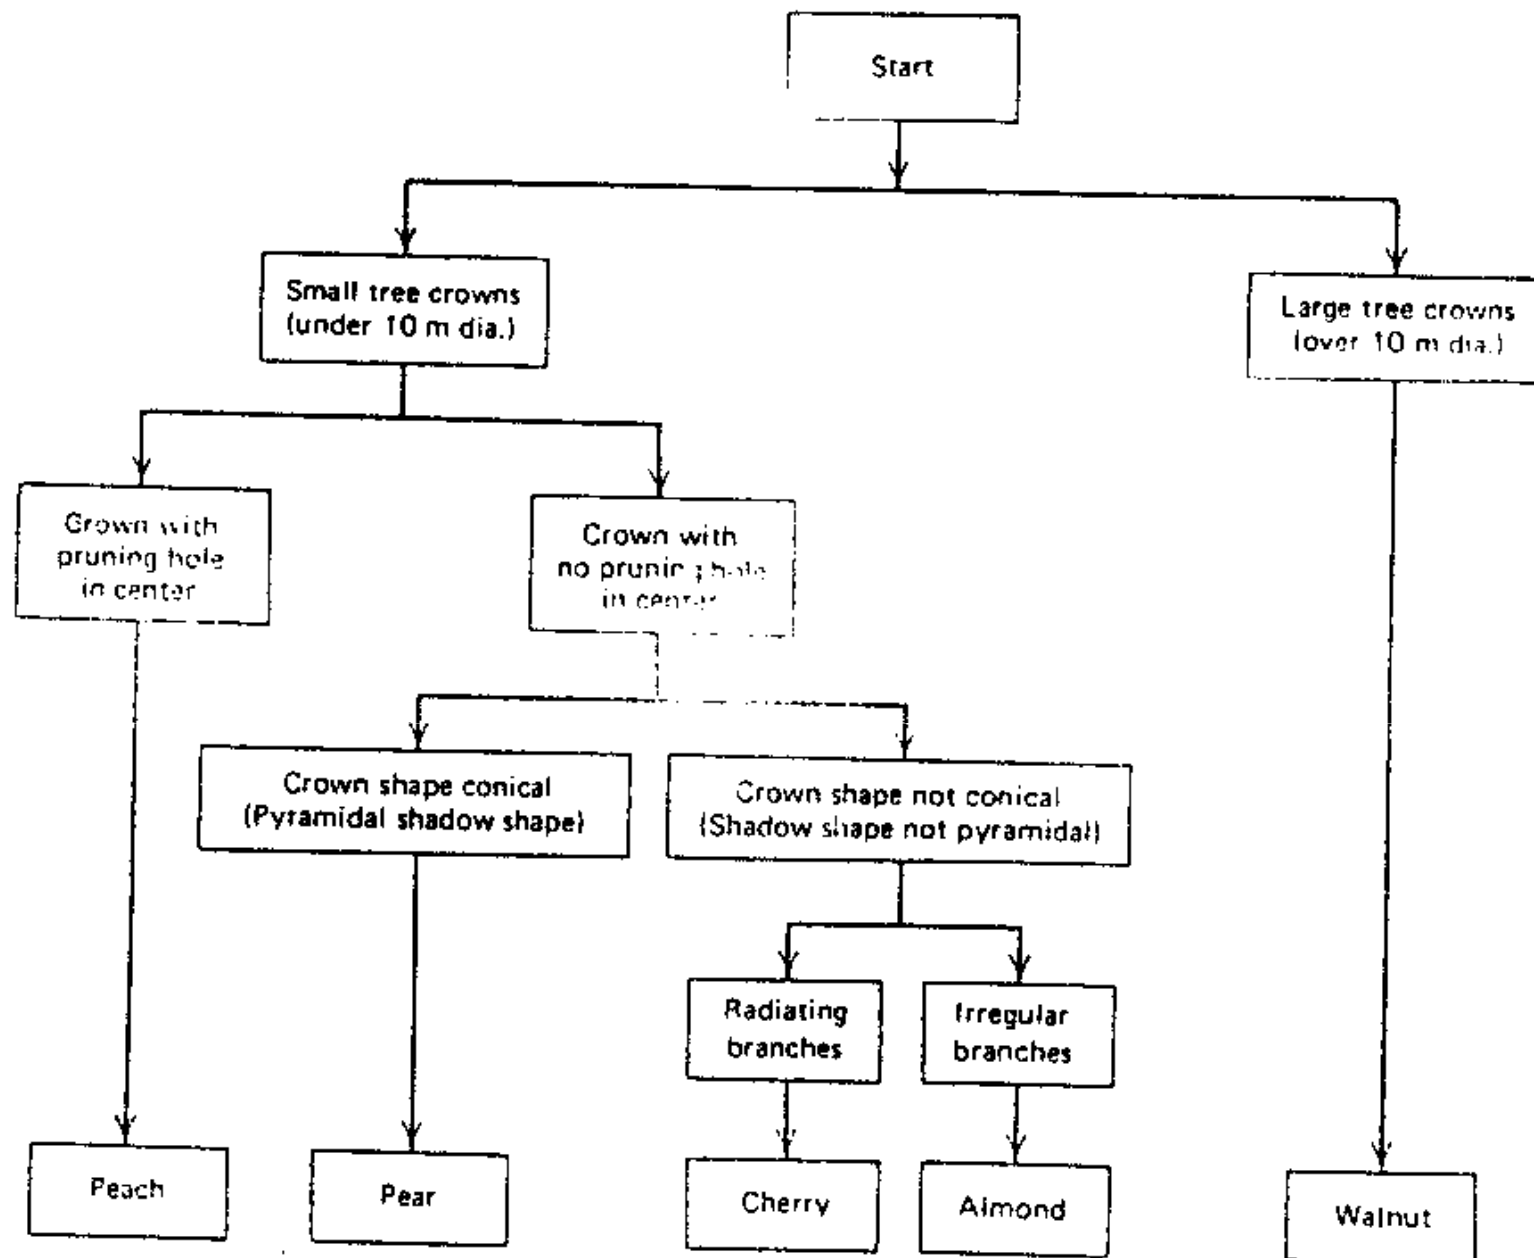 Start
Small tree crowns
(under 10 m dia.)
Large tree crowns
(over 10 m dia.)
Crown with
pruning hole
in center
Crown with
no pruning hole
in center
Crown shape conical
(Pyramidal shadow shape)
Crown shape not conical
(Shadow shape not pyramidal)
Radiating
branches
Irregular
branches
Peach
Pear
Cherry
Almond
Walnut